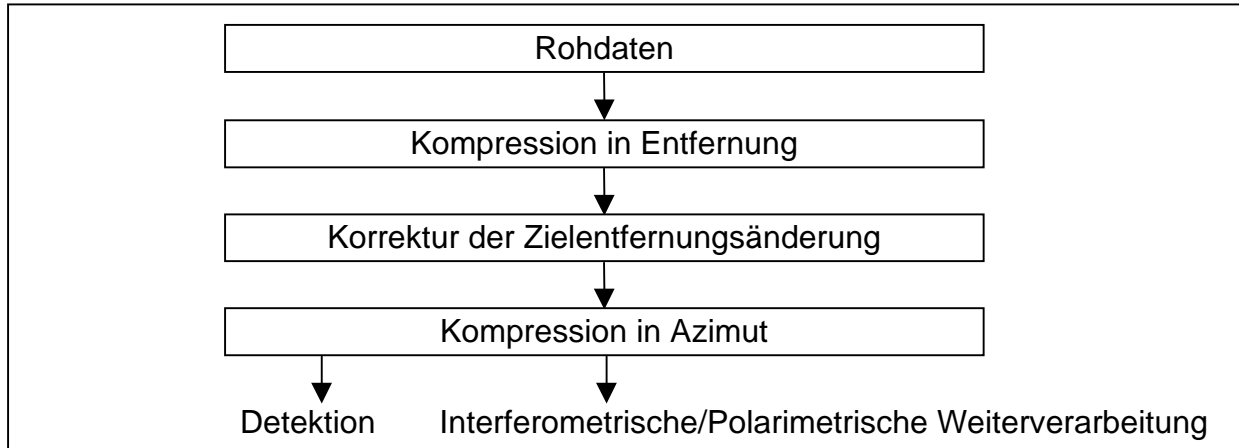 Rohdaten
Kompression in Entfernung
Korrektur der Zielentfernungsänderung
Kompression in Azimut
Detektion
Interferometrische/Polarimetrische Weiterverarbeitung